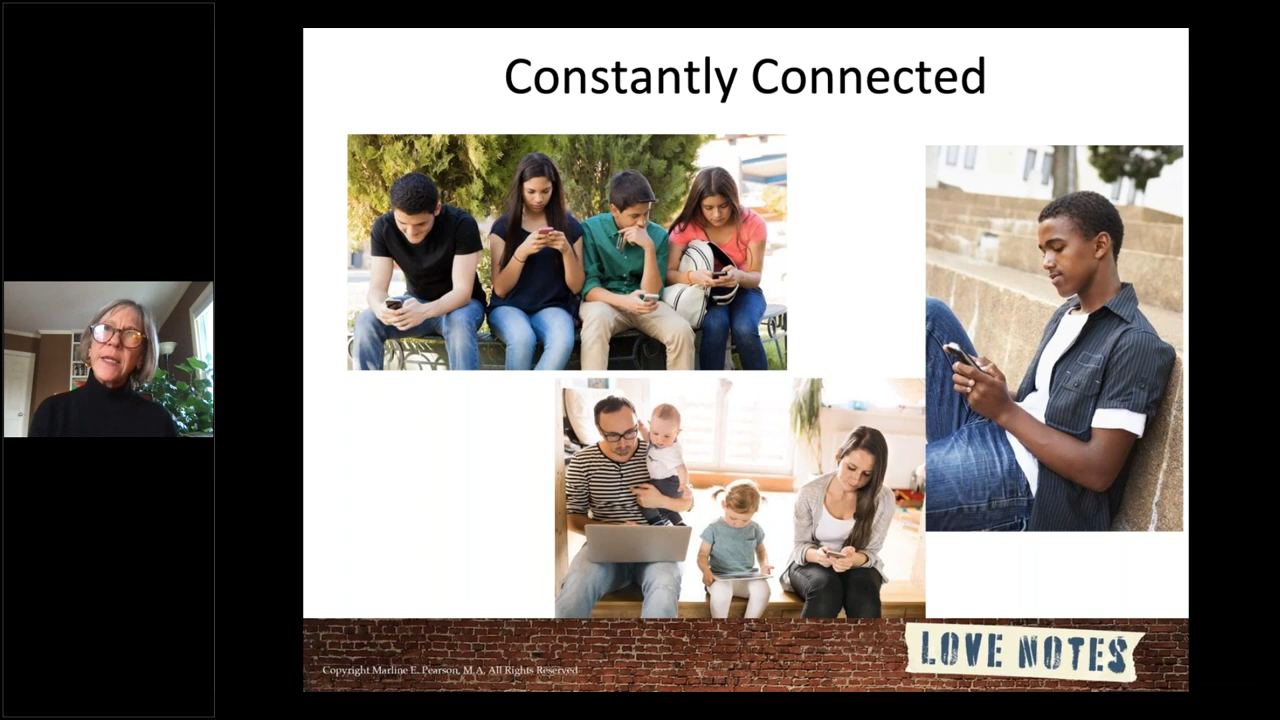 Constantly Connected
Copyright Marline E. Pearson, M.A. All Rights Reserved
LOVE NOTES